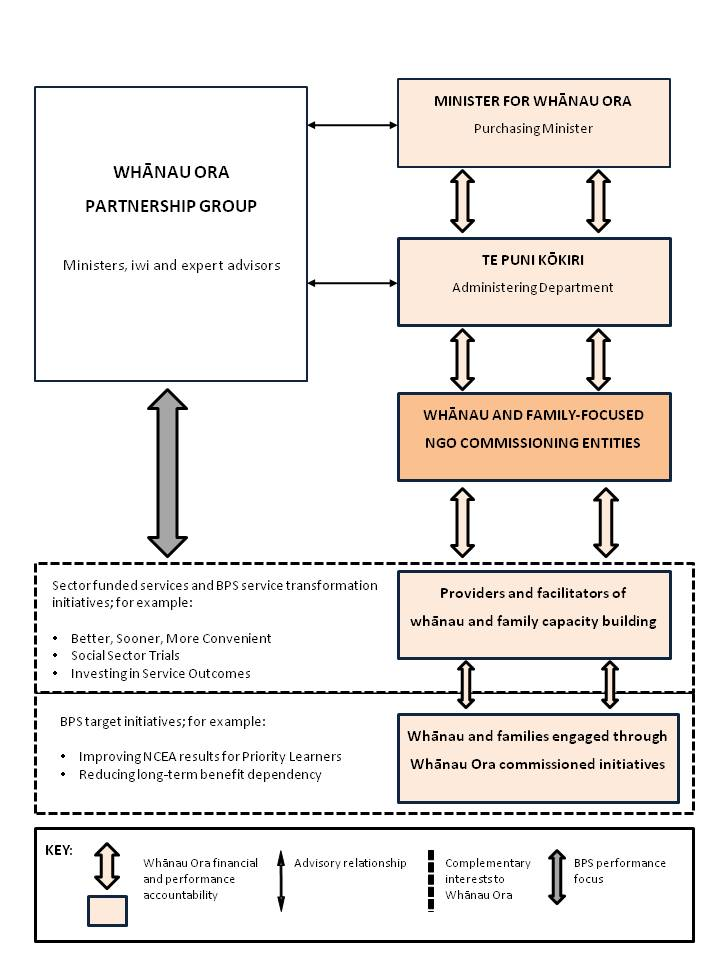 WHĀNAU ORA
PARTNERSHIP GROUP
Ministers, iwi and expert advisors
MINISTER FOR WHĀNAU ORA
Purchasing Minister
TE PUNI KŌKIRI
Administering Department
WHĀNAU AND FAMILY-FOCUSED
NGO COMMISSIONING ENTITIES
Sector funded services and BPS service transformation
initiatives; for example:
• Better, Sooner, More Convenient
• Social Sector Trials
• Investing in Service Outcomes
Providers and facilitators of
whānau and family capacity building
BPS target initiatives; for example:
• Improving NCEA results for Priority Learners
• Reducing long-term benefit dependency
Whānau and families engaged through
Whānau Ora commissioned initiatives
KEY:
Whānau Ora financial
and performance
accountability
Advisory relationship
Complementary
interests to
Whānau Ora
BPS performance
focus